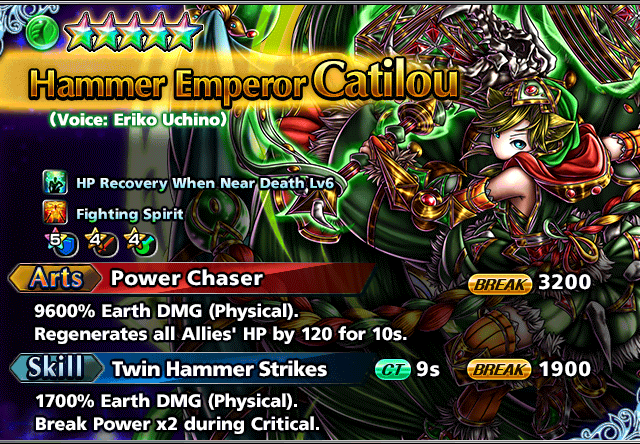 Hammer Emperor Catilou
(Voice: Eriko Uchino)
HP Recovery When Near Death Lv6
Fighting Spirit
5 4 4
Arts Power Chaser BREAK 3200
9600% Earth DMG (Physical).
Regenerates all Allies' HP by 120 for 10s.
Skill Twin Hammer Strikes CT 9s BREAK 1900
1700% Earth DMG (Physical).
Break Power x2 during Critical.